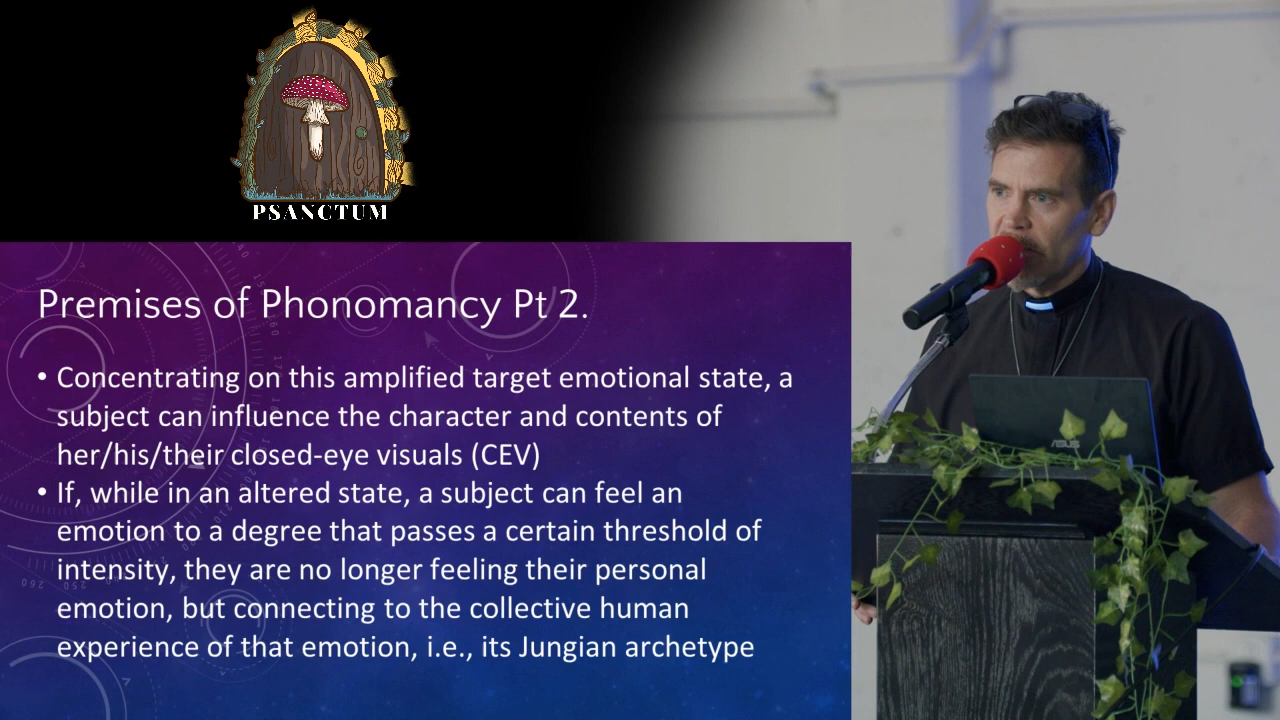 PSANCTUM
Premises of Phonomancy Pt 2.
• Concentrating on this amplified target emotional state, a
subject can influence the character and contents of
her/his/their closed-eye visuals (CEV)
• If, while in an altered state, a subject can feel an
emotion to a degree that passes a certain threshold of
intensity, they are no longer feeling their personal
emotion, but connecting to the collective human
experience of that emotion, i.e., its Jungian archetype
ASUS